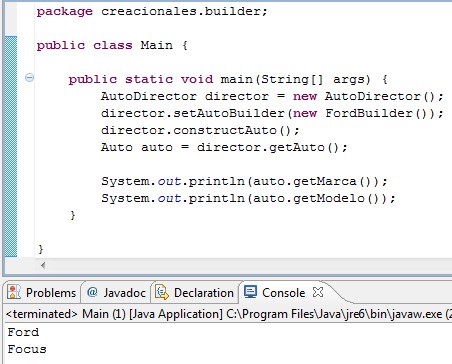 package creacionales.builder;
public class Main {
public static void main(String[] args) {
AutoDirector director = new AutoDirector();
director.setAutoBuilder(new FordBuilder());
director.constructAuto();
Auto auto = director.getAuto();
System.out.println(auto.getMarca());
System.out.println(auto.getModelo());
}
}
Problems @ Javadoc Declaration Console
<terminated> Main (1) [Java Application] C:\Program Files\Java\jre6\bin\javaw.exe (2
Ford
Focus